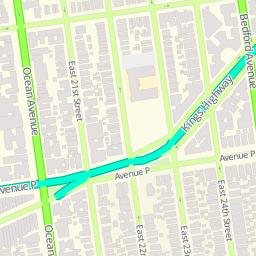 Bedford Avenue
Ocean Avenue
East 21st Street
Kings Highway
Avenue P
Avenue P
venue P
East 22
East 23
East 24th Street
Ocean